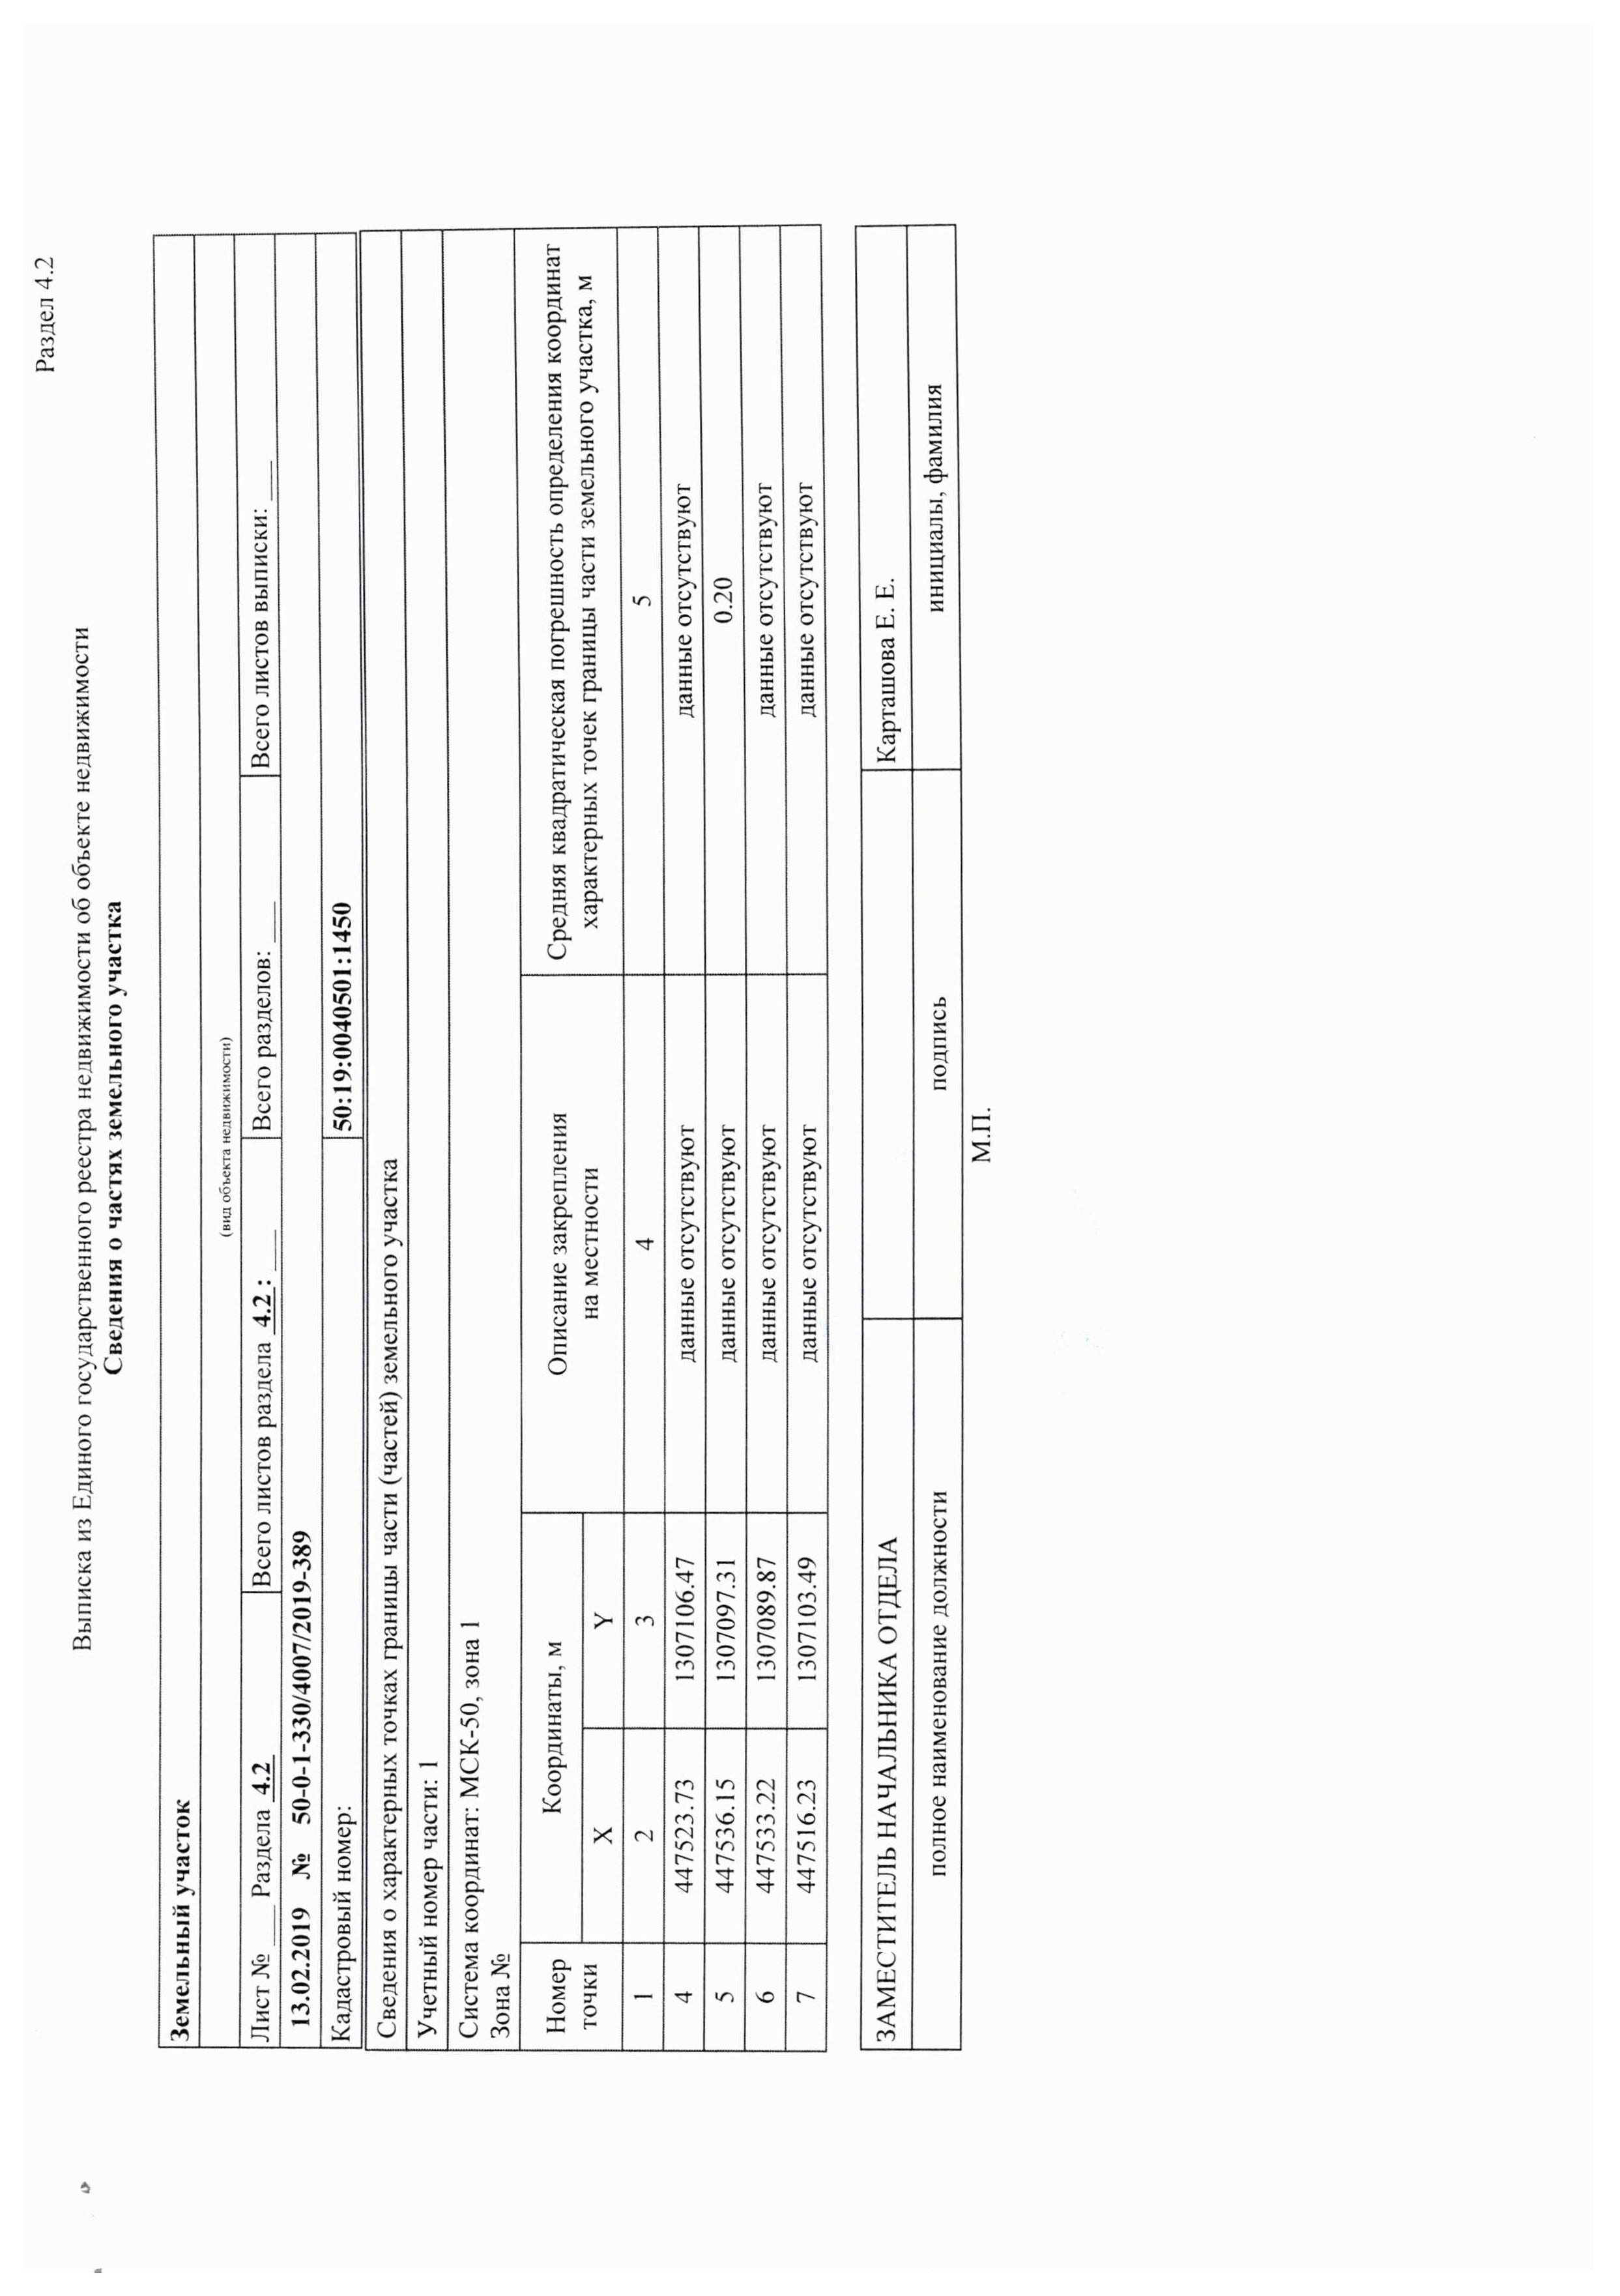 Раздел 4.2
Выписка из Единого государственного реестра недвижимости об объекте недвижимости
Сведения о частях земельного участка
Земельный участок
(вид объекта недвижимости)
Лист № ___ Раздела 4.2 Всего листов раздела 4.2 : ___ Всего разделов: ___ Всего листов выписки: ___
13.02.2019 № 50-0-1-330/4007/2019-389
Кадастровый номер: 50:19:0040501:1450
Сведения о характерных точках границы части (частей) земельного участка
Учетный номер части: 1
Система координат: МСК-50, зона 1
Зона №
Номер точки Координаты, м Описание закрепления на местности Средняя квадратическая погрешность определения координат характерных точек границы части земельного участка, м
X Y
1 2 3 4 5
4 447523.73 1307106.47 данные отсутствуют данные отсутствуют
5 447536.15 1307097.31 данные отсутствуют 0.20
6 447533.22 1307089.87 данные отсутствуют данные отсутствуют
7 447516.23 1307103.49 данные отсутствуют данные отсутствуют
ЗАМЕСТИТЕЛЬ НАЧАЛЬНИКА ОТДЕЛА Карташова Е. Е.
полное наименование должности подпись инициалы, фамилия
М.П.